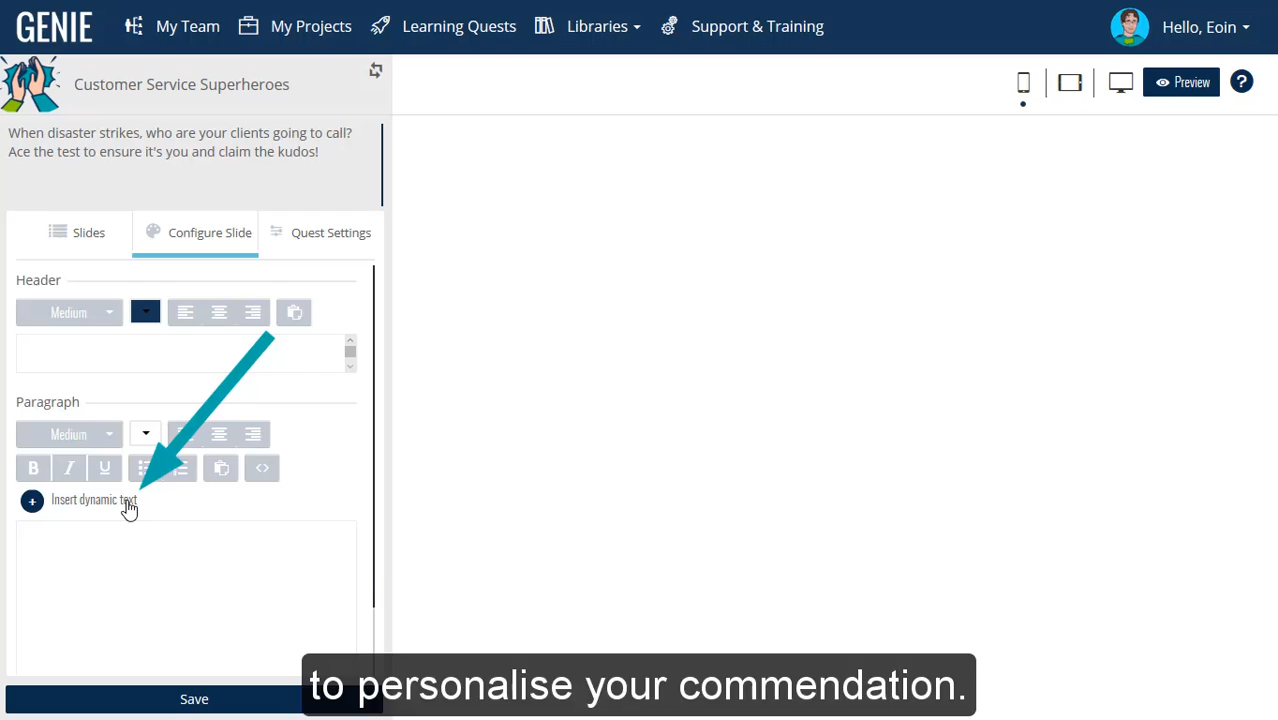 GENIE My Team My Projects Learning Quests Libraries Support & Training Hello, Eoin
Customer Service Superheroes
Preview ?
When disaster strikes, who are your clients going to call?
Ace the test to ensure it's you and claim the kudos!
Slides Configure Slide Quest Settings
Header
Medium
Paragraph
Medium
B I U <>
+ Insert dynamic text
to personalise your commendation.
Save